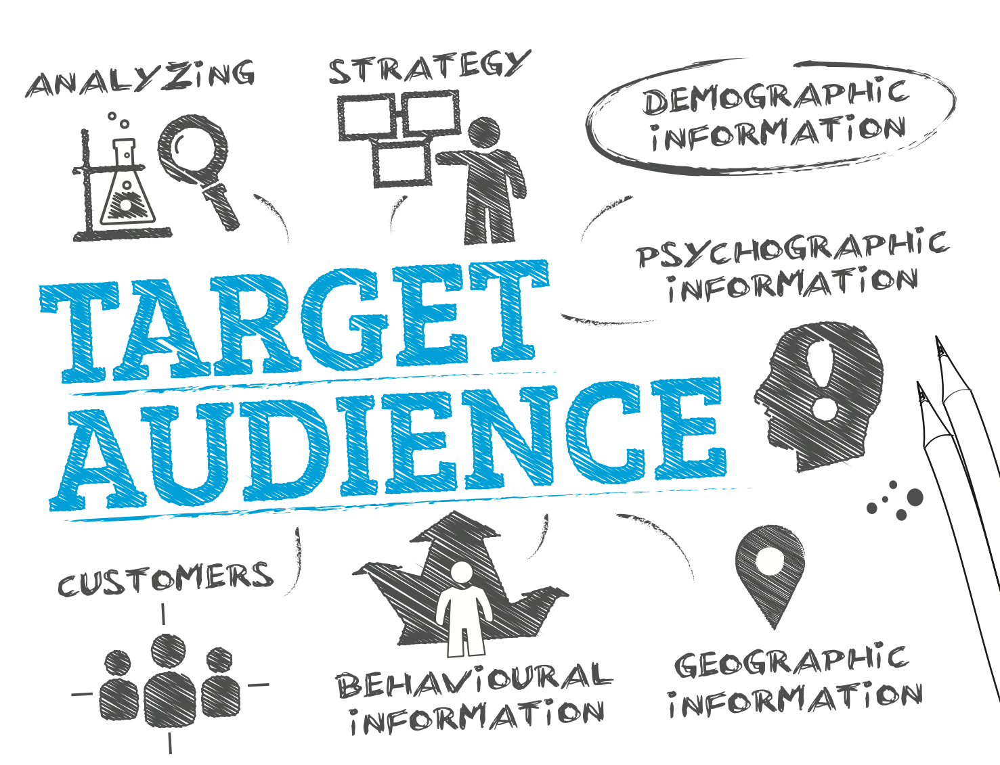 ANALYZING
STRATEGY
DEMOGRAPHIC
INFORMATION
PSYCHOGRAPHIC
INFORMATION
TARGET
AUDIENCE
CUSTOMERS
BEHAVIOURAL
INFORMATION
GEOGRAPHIC
INFORMATION